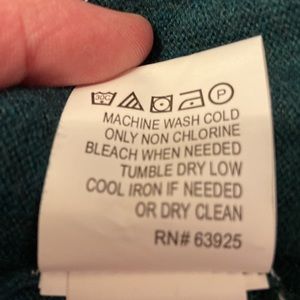 30C P
MACHINE WASH COLD
ONLY NON CHLORINE
BLEACH WHEN NEEDED
TUMBLE DRY LOW
COOL IRON IF NEEDED
OR DRY CLEAN
RN# 63925